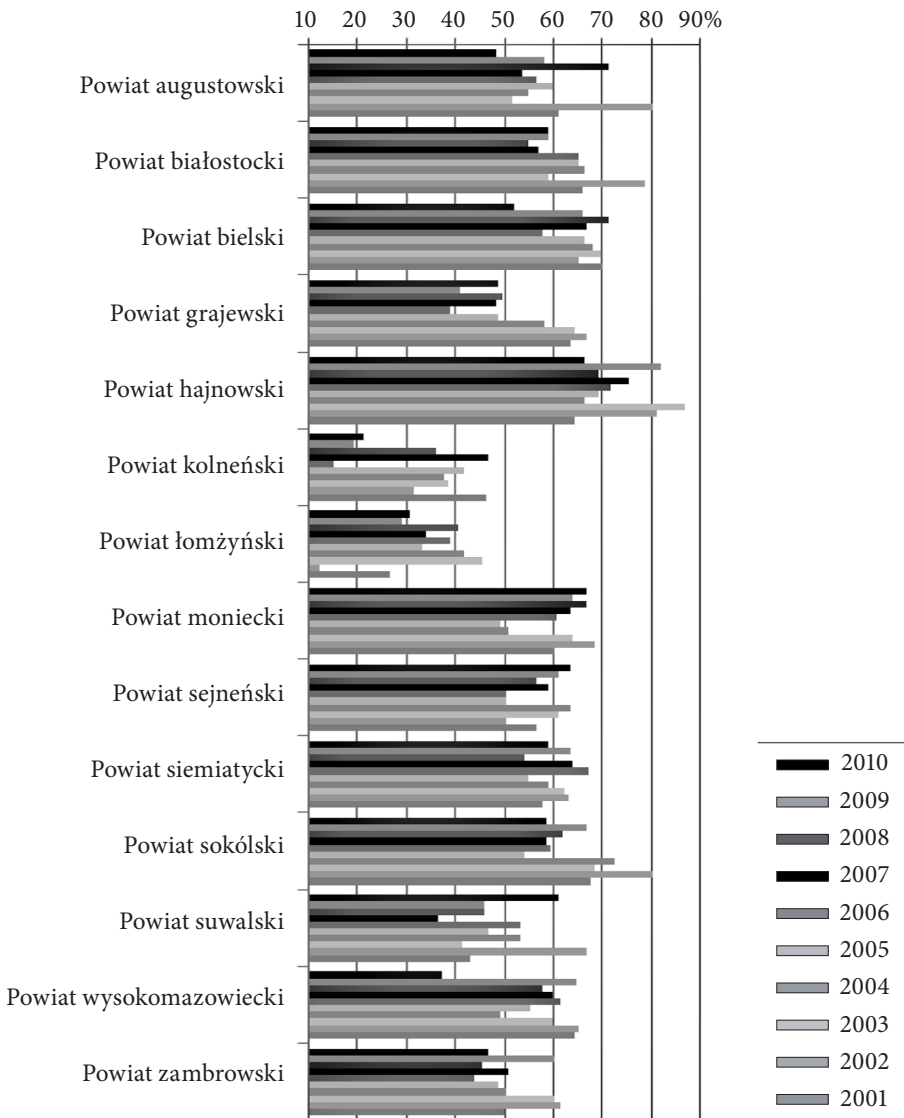 10 20 30 40 50 60 70 80 90%
Powiat augustowski
Powiat białostocki
Powiat bielski
Powiat grajewski
Powiat hajnowski
Powiat kolneński
Powiat łomżyński
Powiat moniecki
Powiat sejneński
Powiat siemiatycki
Powiat sokólski
Powiat suwalski
Powiat wysokomazowiecki
Powiat zambrowski
2010
2009
2008
2007
2006
2005
2004
2003
2002
2001